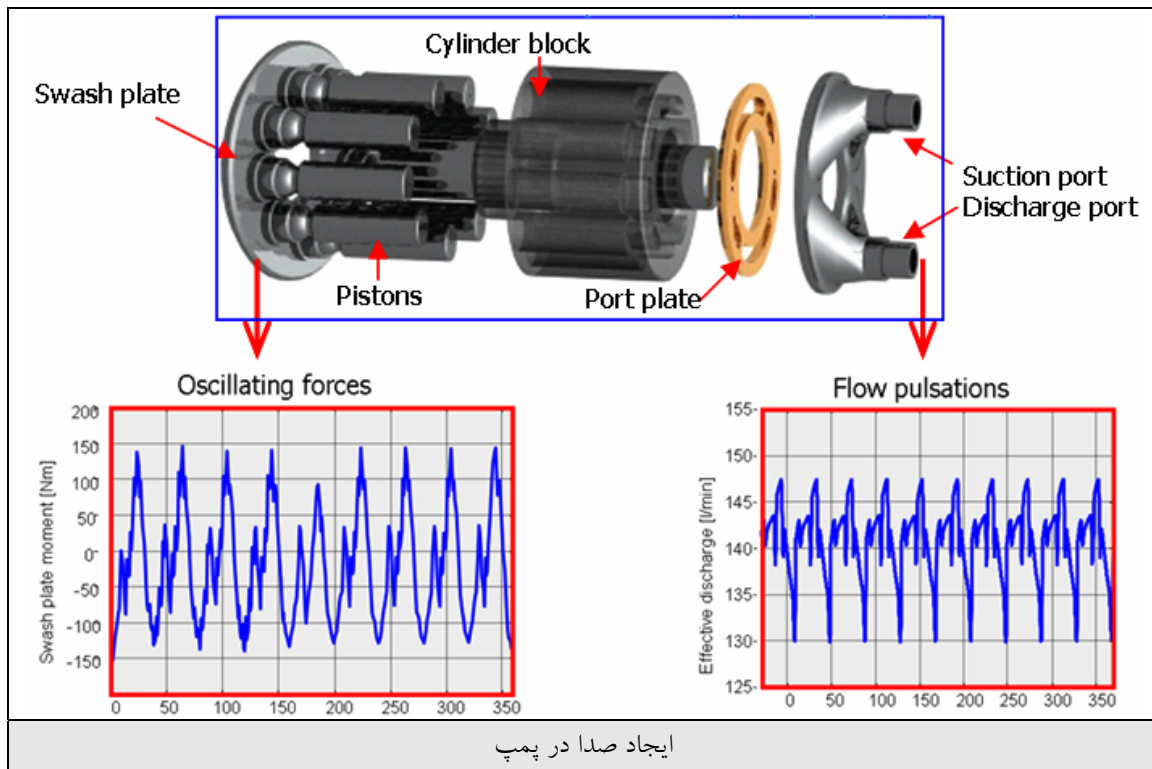 Cylinder block
Swash plate
Suction port
Discharge port
Pistons
Port plate
Oscillating forces
Swash plate moment [Nm]
200
150
100
50
0
-50
-100
-150
0 50 100 150 200 250 300 350
Flow pulsations
Effective discharge [l/min]
155
150
145
140
135
130
125
0 50 100 150 200 250 300 350
ایجاد صدا در پمپ